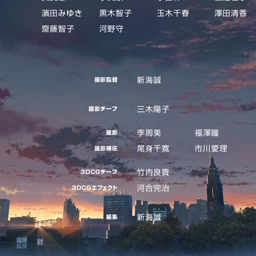 濱田みゆき 黒木智子 玉木千春 澤田清香
齋藤智子 河野守
撮影監督 新海誠
撮影チーフ 三木陽子
撮影 李周美 福澤瞳
撮影補佐 尾身千寛 市川愛理
3DCGチーフ 竹内良貴
3DCGエフェクト 河合完治
編集 新海誠